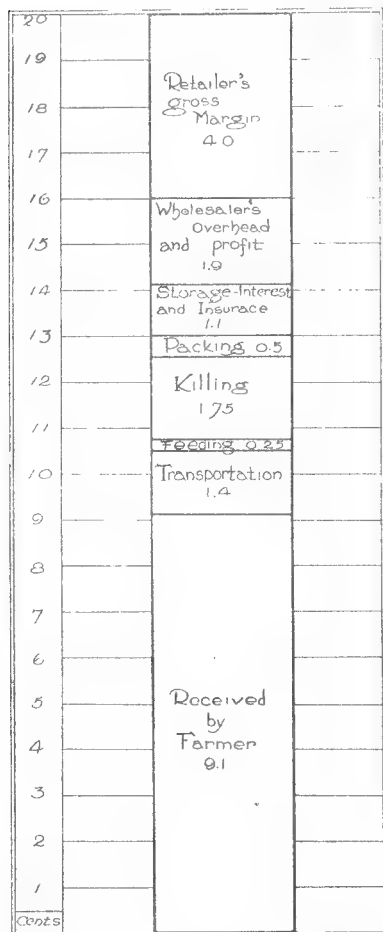 20
19
18
17
16
15
14
13
12
11
10
9
8
7
6
5
4
3
2
1
Cents
Retailer's
gross
Margin
4 0
Wholesaler's
Overhead
and profit
1.9
Storage-Interest
and Insurace
1.1
Packing 0.5
Killing
1 75
Feeding 0.25
Transportation
1.4
Received
by
Farmer
9.1